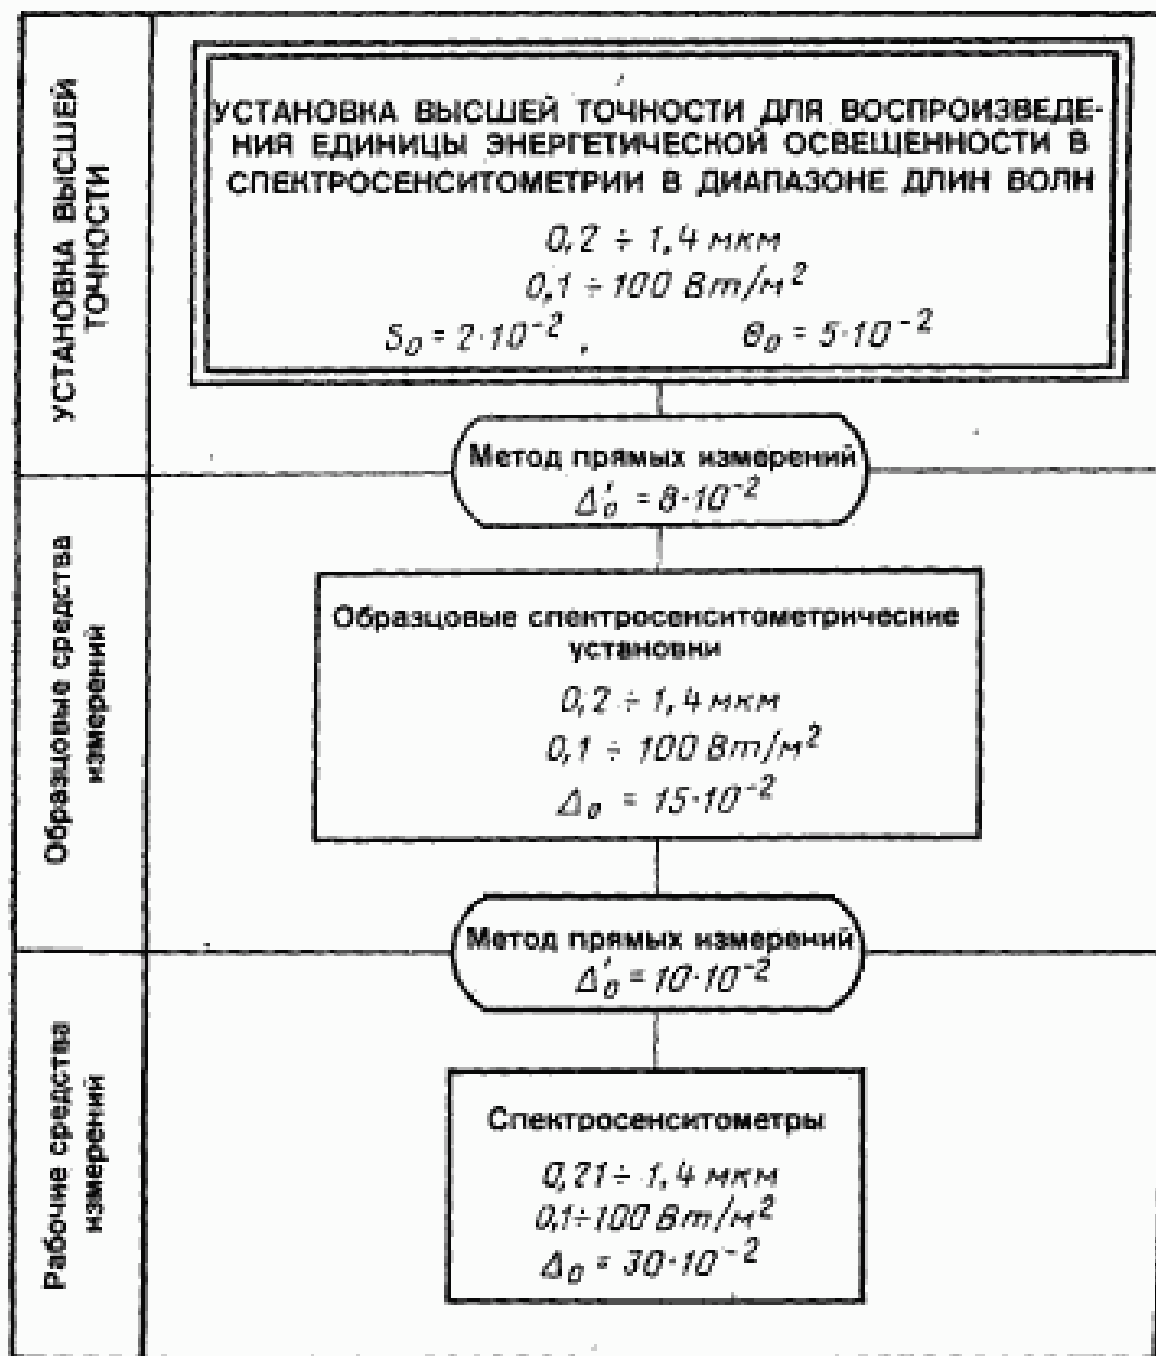 УСТАНОВКА ВЫСШЕЙ
ТОЧНОСТИ
УСТАНОВКА ВЫСШЕЙ ТОЧНОСТИ ДЛЯ ВОСПРОИЗВЕДЕ-
НИЯ ЕДИНИЦЫ ЭНЕРГЕТИЧЕСКОЙ ОСВЕЩЕННОСТИ В
СПЕКТРОСЕНСИТОМЕТРИИ В ДИАПАЗОНЕ ДЛИН ВОЛН
0,2 ÷ 1,4 мкм
0,1 ÷ 100 Вт/м²
S₀ = 2·10⁻², Θ₀ = 5·10⁻²
Метод прямых измерений
Δ′₀ = 8·10⁻²
Образцовые средства
измерений
Образцовые спектросенситометрические
установки
0,2 ÷ 1,4 мкм
0,1 ÷ 100 Вт/м²
Δ₀ = 15·10⁻²
Метод прямых измерений
Δ′₀ = 10·10⁻²
Рабочие средства
измерений
Спектросенситометры
0,21 ÷ 1,4 мкм
0,1÷100 Вт/м²
Δ₀ = 30·10⁻²